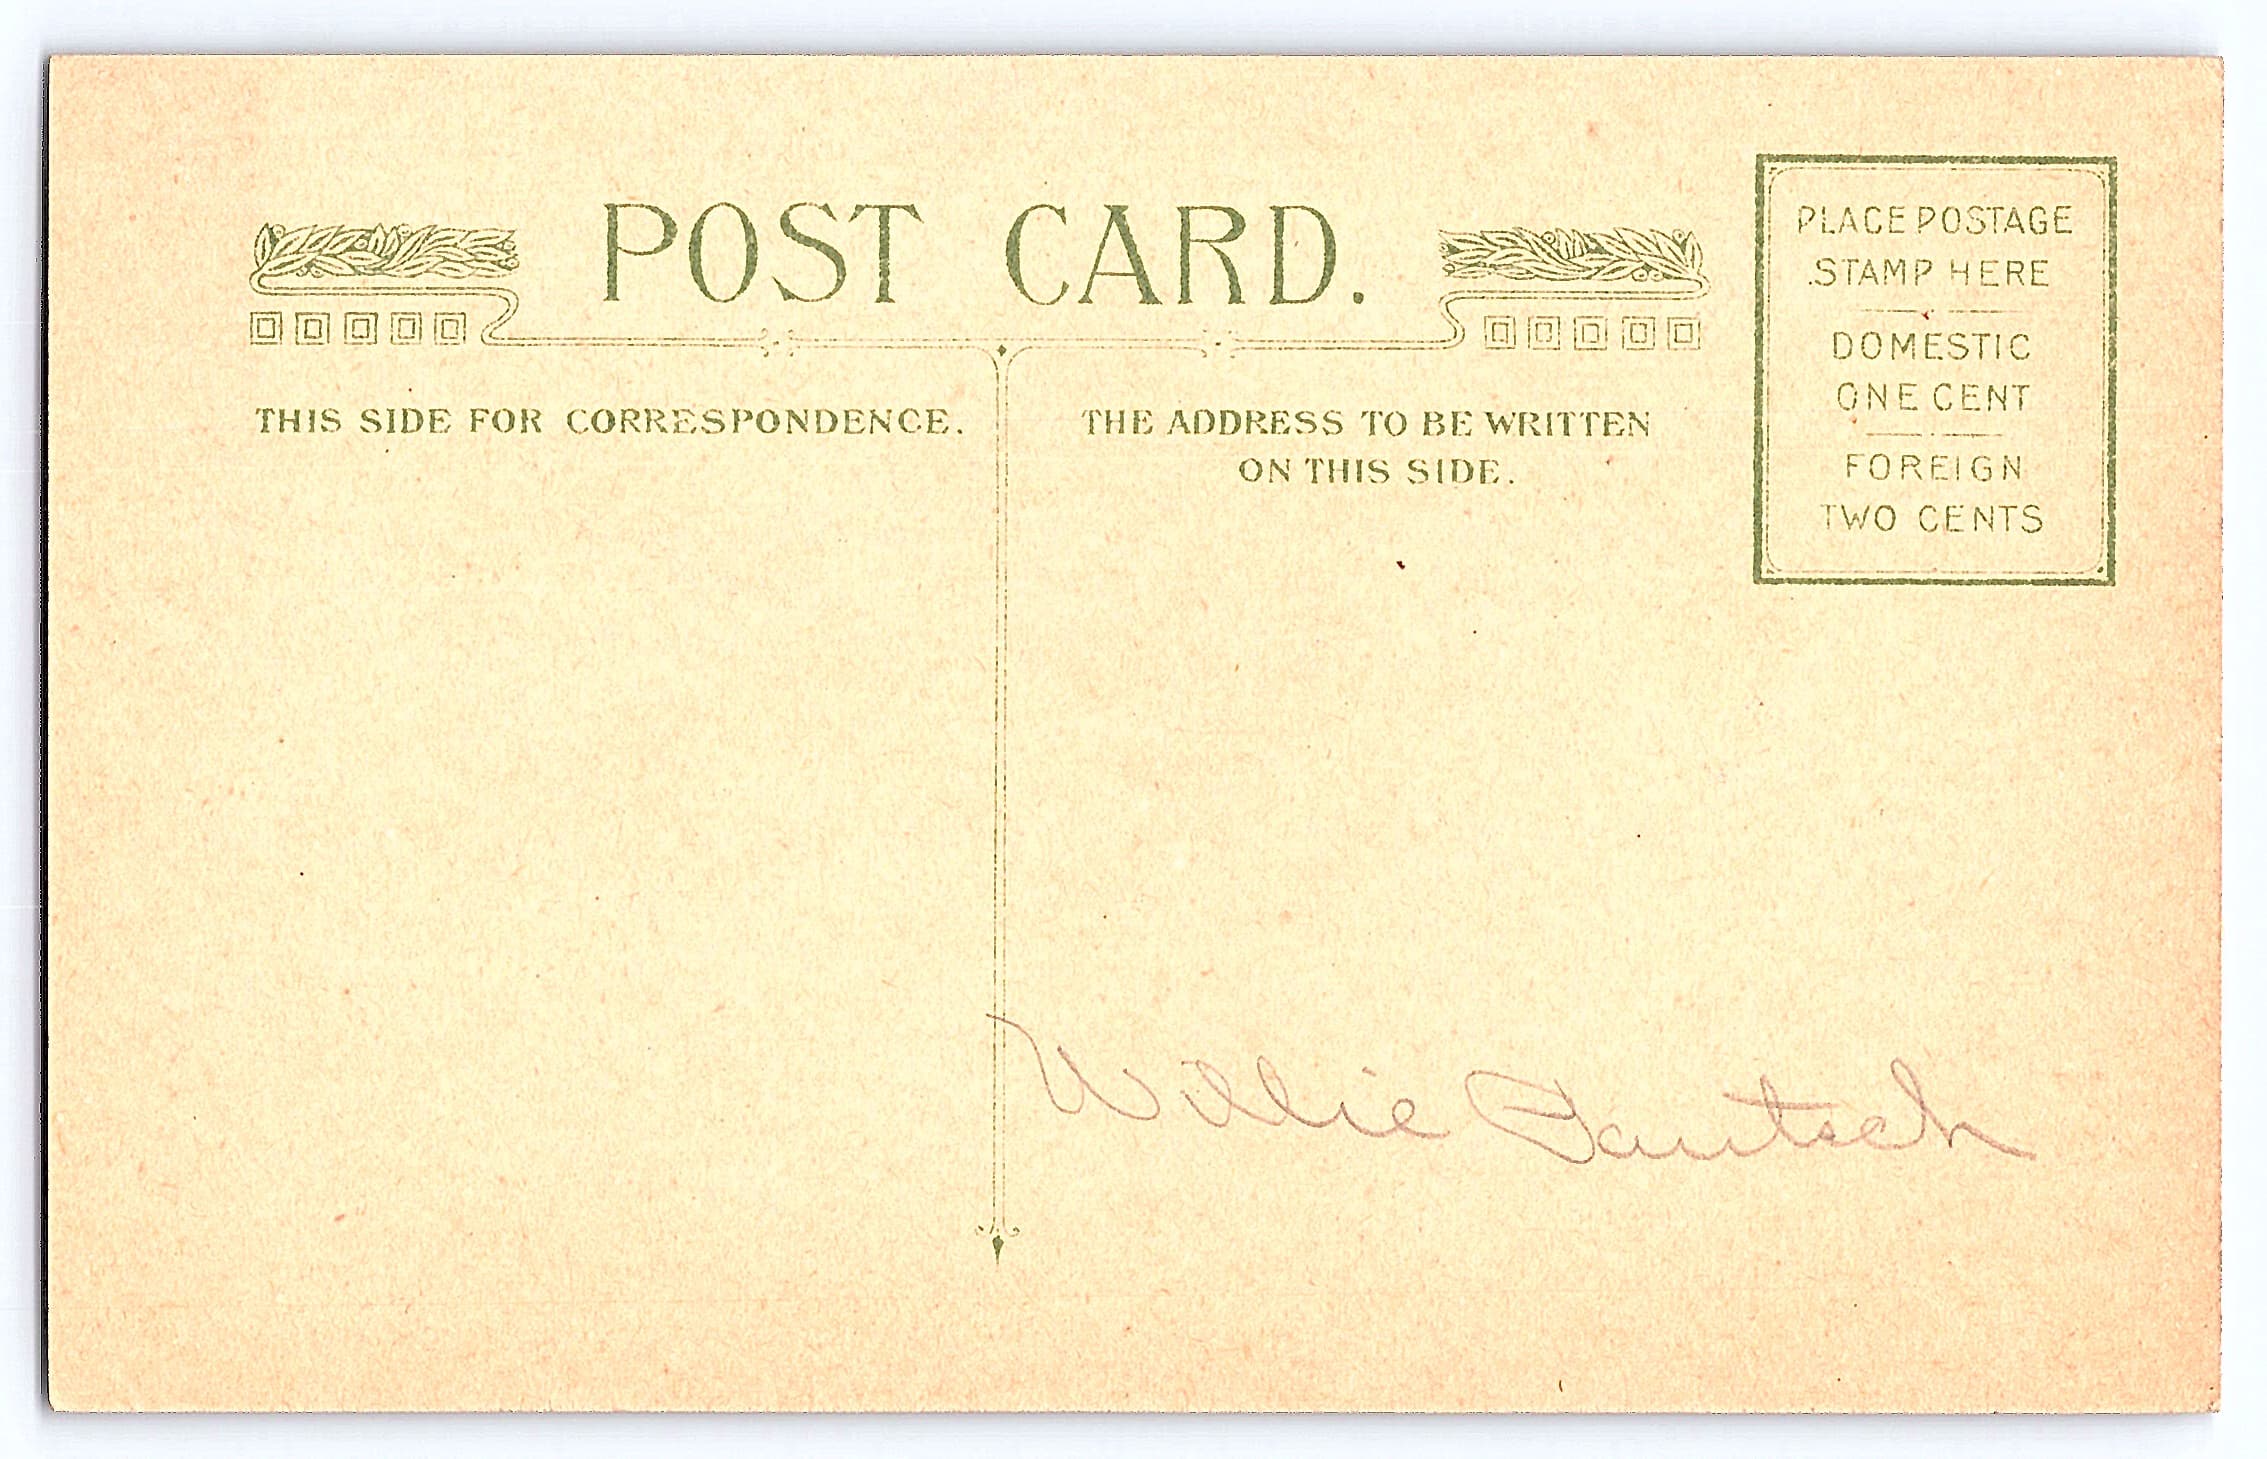 POST CARD.
PLACE POSTAGE
STAMP HERE
DOMESTIC
ONE CENT
FOREIGN
TWO CENTS
THIS SIDE FOR CORRESPONDENCE.
THE ADDRESS TO BE WRITTEN
ON THIS SIDE.
Willie